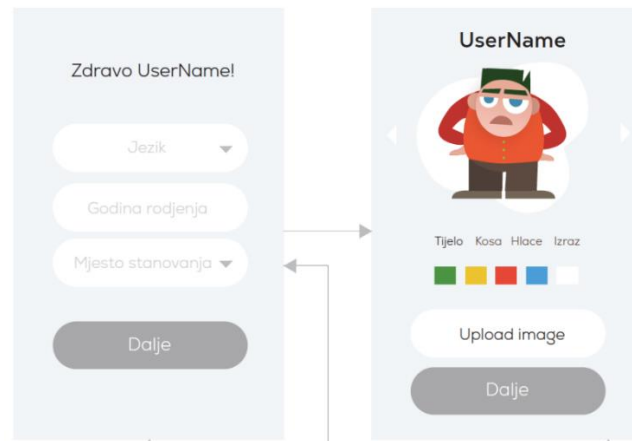 Zdravo UserName!
Jezik
Godina rodjenja
Mjesto stanovanja
Dalje
UserName
Tijelo Kosa Hlace Izraz
Upload image
Dalje